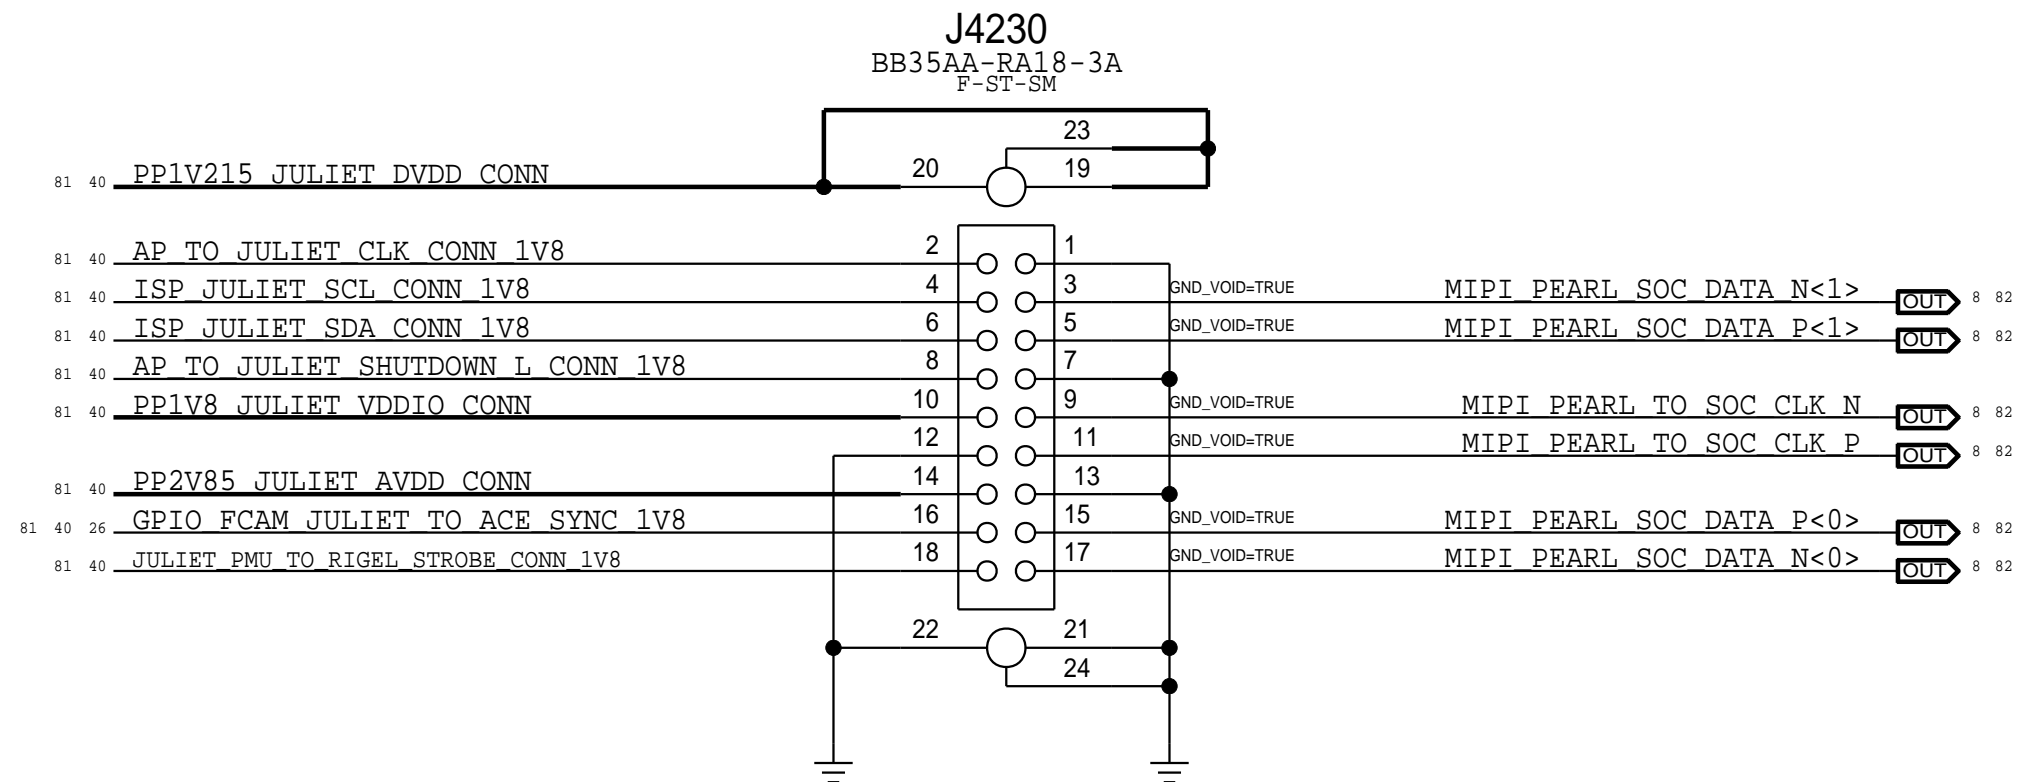 J4230
BB35AA-RA18-3A
F-ST-SM
23
81 40 PP1V215_JULIET_DVDD_CONN 20 19
81 40 AP_TO_JULIET_CLK_CONN_1V8 2 1
81 40 ISP_JULIET_SCL_CONN_1V8 4 3 GND_VOID=TRUE MIPI_PEARL_SOC_DATA_N<1> OUT 8 82
81 40 ISP_JULIET_SDA_CONN_1V8 6 5 GND_VOID=TRUE MIPI_PEARL_SOC_DATA_P<1> OUT 8 82
81 40 AP_TO_JULIET_SHUTDOWN_L_CONN_1V8 8 7
81 40 PP1V8_JULIET_VDDIO_CONN 10 9 GND_VOID=TRUE MIPI_PEARL_TO_SOC_CLK_N OUT 8 82
12 11 GND_VOID=TRUE MIPI_PEARL_TO_SOC_CLK_P OUT 8 82
81 40 PP2V85_JULIET_AVDD_CONN 14 13
81 40 26 GPIO_FCAM_JULIET_TO_ACE_SYNC_1V8 16 15 GND_VOID=TRUE MIPI_PEARL_SOC_DATA_P<0> OUT 8 82
81 40 JULIET_PMU_TO_RIGEL_STROBE_CONN_1V8 18 17 GND_VOID=TRUE MIPI_PEARL_SOC_DATA_N<0> OUT 8 82
22 21
24